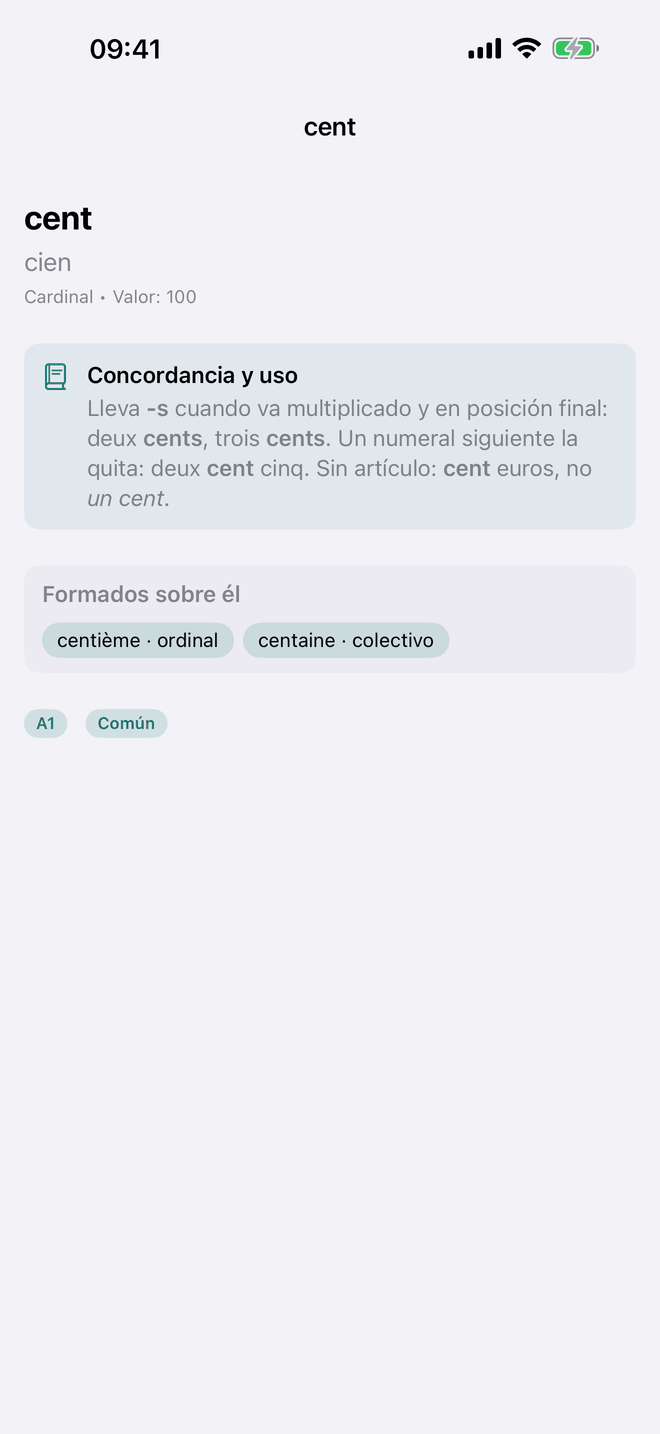 09:41
cent
cent
cien
Cardinal • Valor: 100
Concordancia y uso
Lleva -s cuando va multiplicado y en posición final:
deux cents, trois cents. Un numeral siguiente la
quita: deux cent cinq. Sin artículo: cent euros, no
un cent.
Formados sobre él
centième · ordinal centaine · colectivo
A1 Común